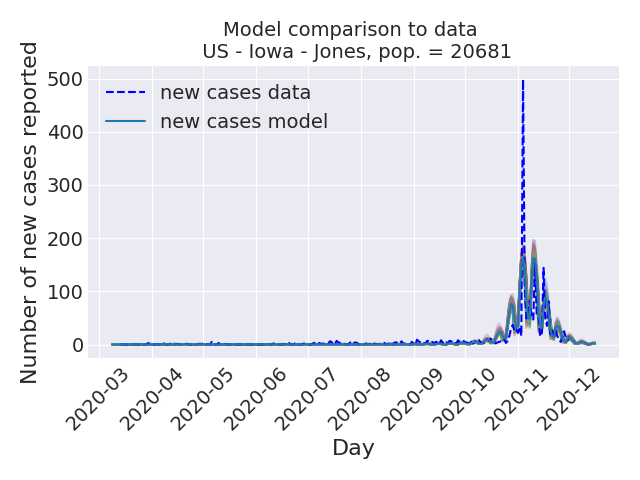 Model comparison to data
US - Iowa - Jones, pop. = 20681
Number of new cases reported
500
400
300
200
100
0
new cases data
new cases model
2020-03
2020-04
2020-05
2020-06
2020-07
2020-08
2020-09
2020-10
2020-11
2020-12
Day